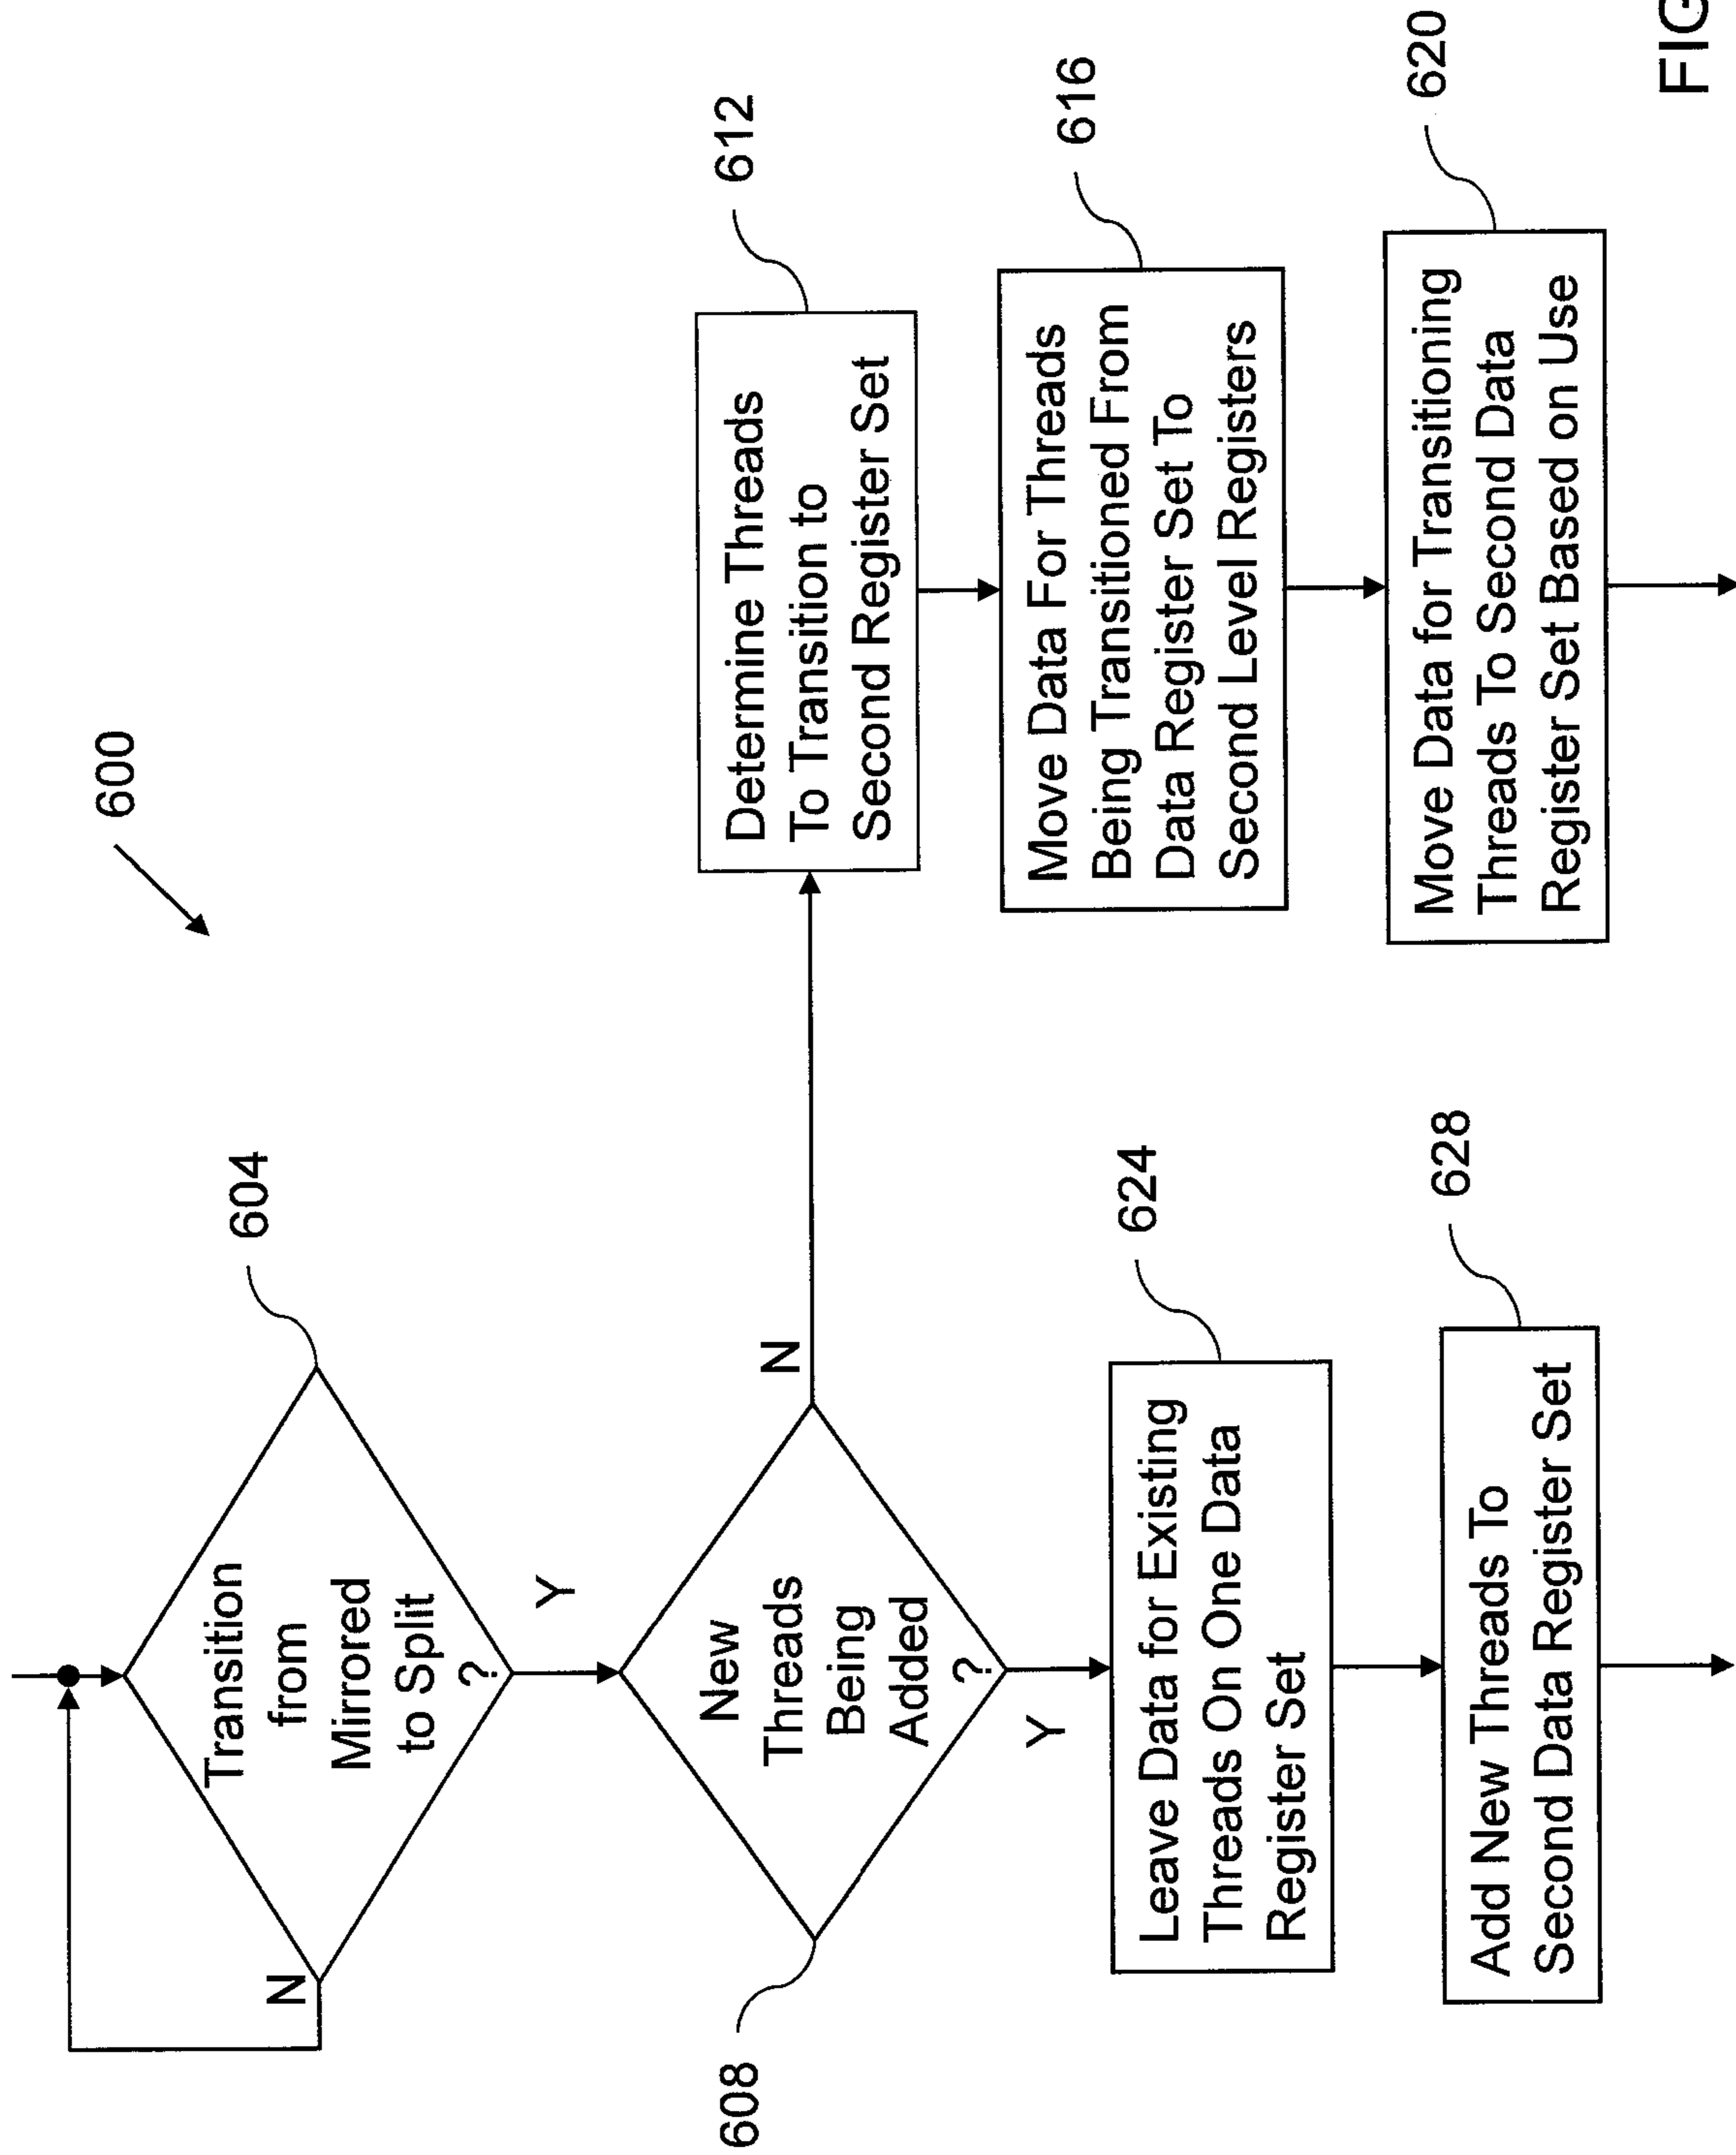 600
604
Transition
from
Mirrored
to Split
?
N
Y
608
New
Threads
Being
Added
?
N
Y
612
Determine Threads
To Transition to
Second Register Set
616
Move Data For Threads
Being Transitioned From
Data Register Set To
Second Level Registers
620
Move Data for Transitioning
Threads To Second Data
Register Set Based on Use
624
Leave Data for Existing
Threads On One Data
Register Set
628
Add New Threads To
Second Data Register Set
FIG